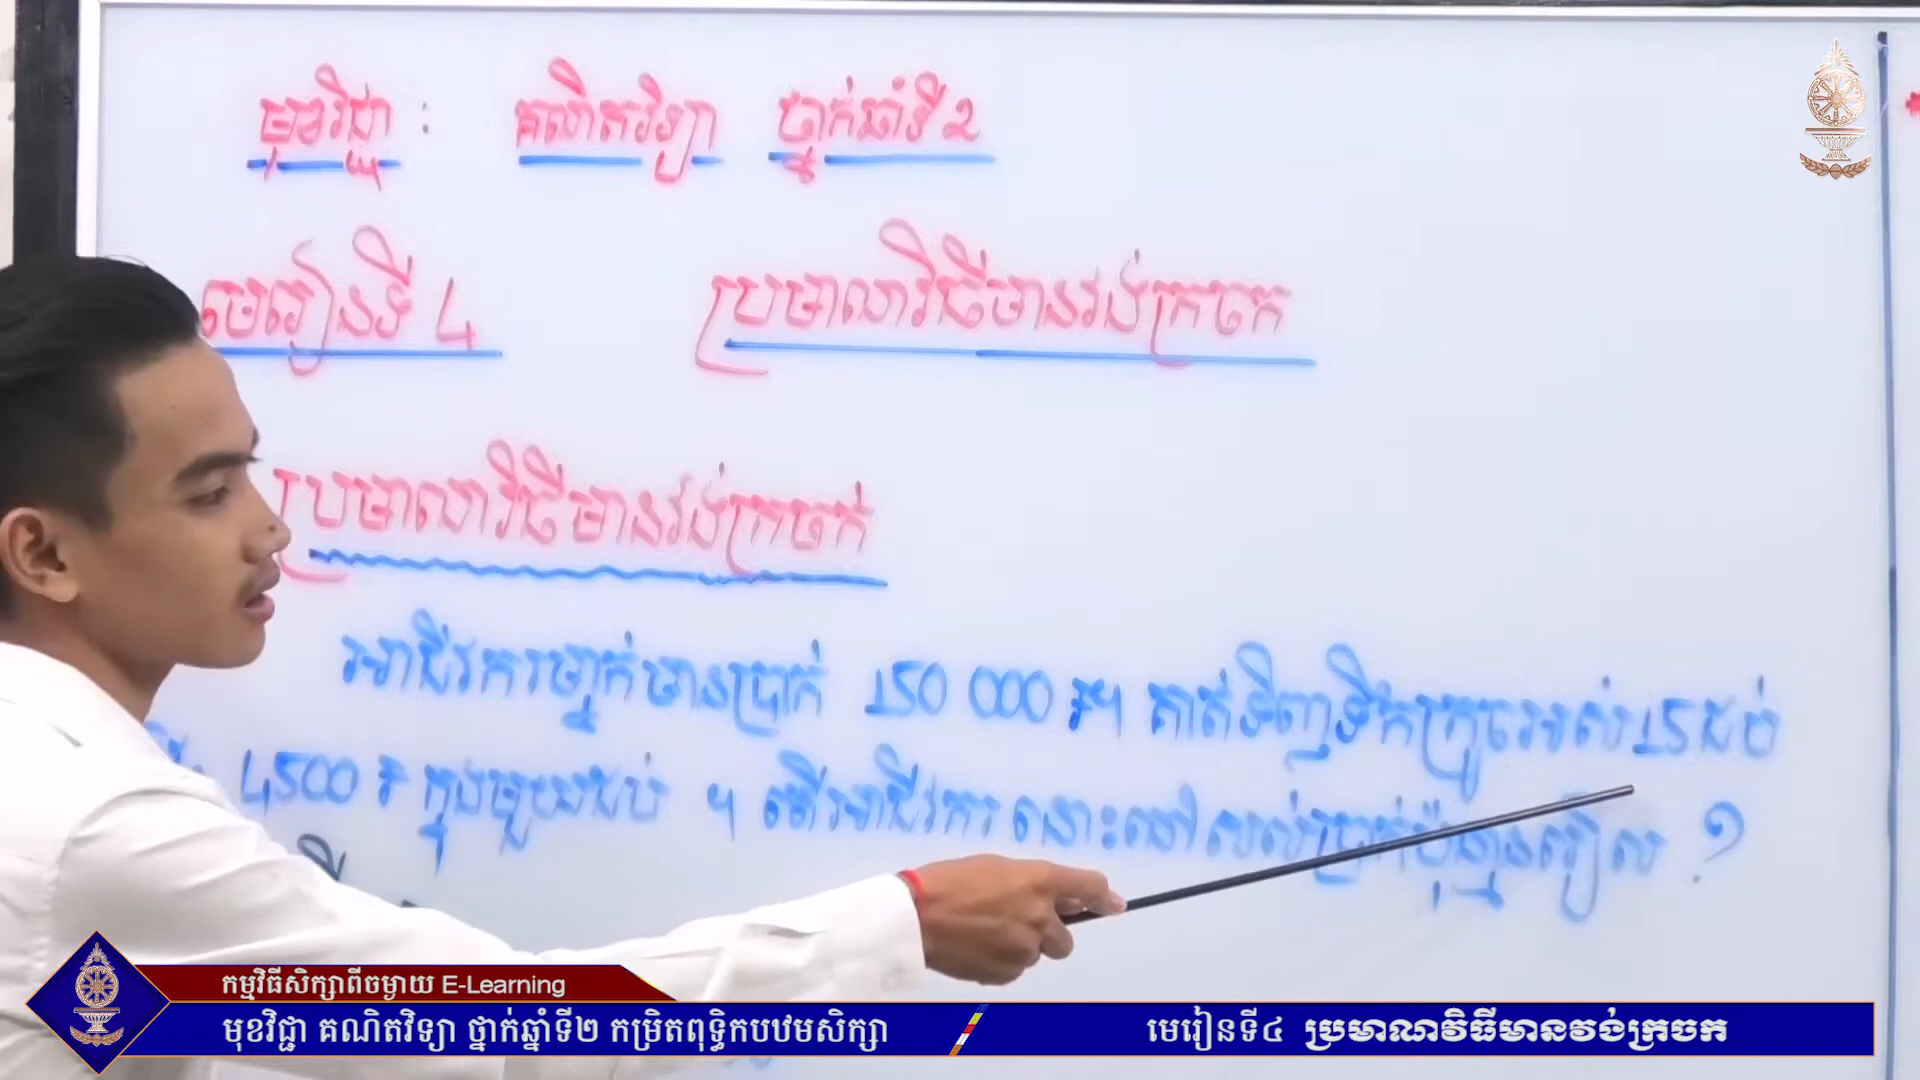 មុខវិជ្ជា : គណិតវិទ្យា ថ្នាក់ឆ្នាំទី២
មេរៀនទី ៤ ប្រមាណវិធីមានវង់ក្រចក
ប្រមាណវិធីមានវង់ក្រចក់
អាជីវករម្នាក់មានប្រាក់ 150 000 ៛។ គាត់ទិញទឹកក្រូចអស់ 15 ដប់
4500 ៛ ក្នុងមួយដប់ ។ តើអាជីវករ នោះនៅ សល់ប្រាក់ប៉ុន្មានរៀល ?
កម្មវិធីសិក្សាពីចម្ងាយ E-Learning
មុខវិជ្ជា គណិតវិទ្យា ថ្នាក់ឆ្នាំទី២ កម្រិតពុទ្ធិកបឋមសិក្សា
មេរៀនទី៤ ប្រមាណវិធីមានវង់ក្រចក